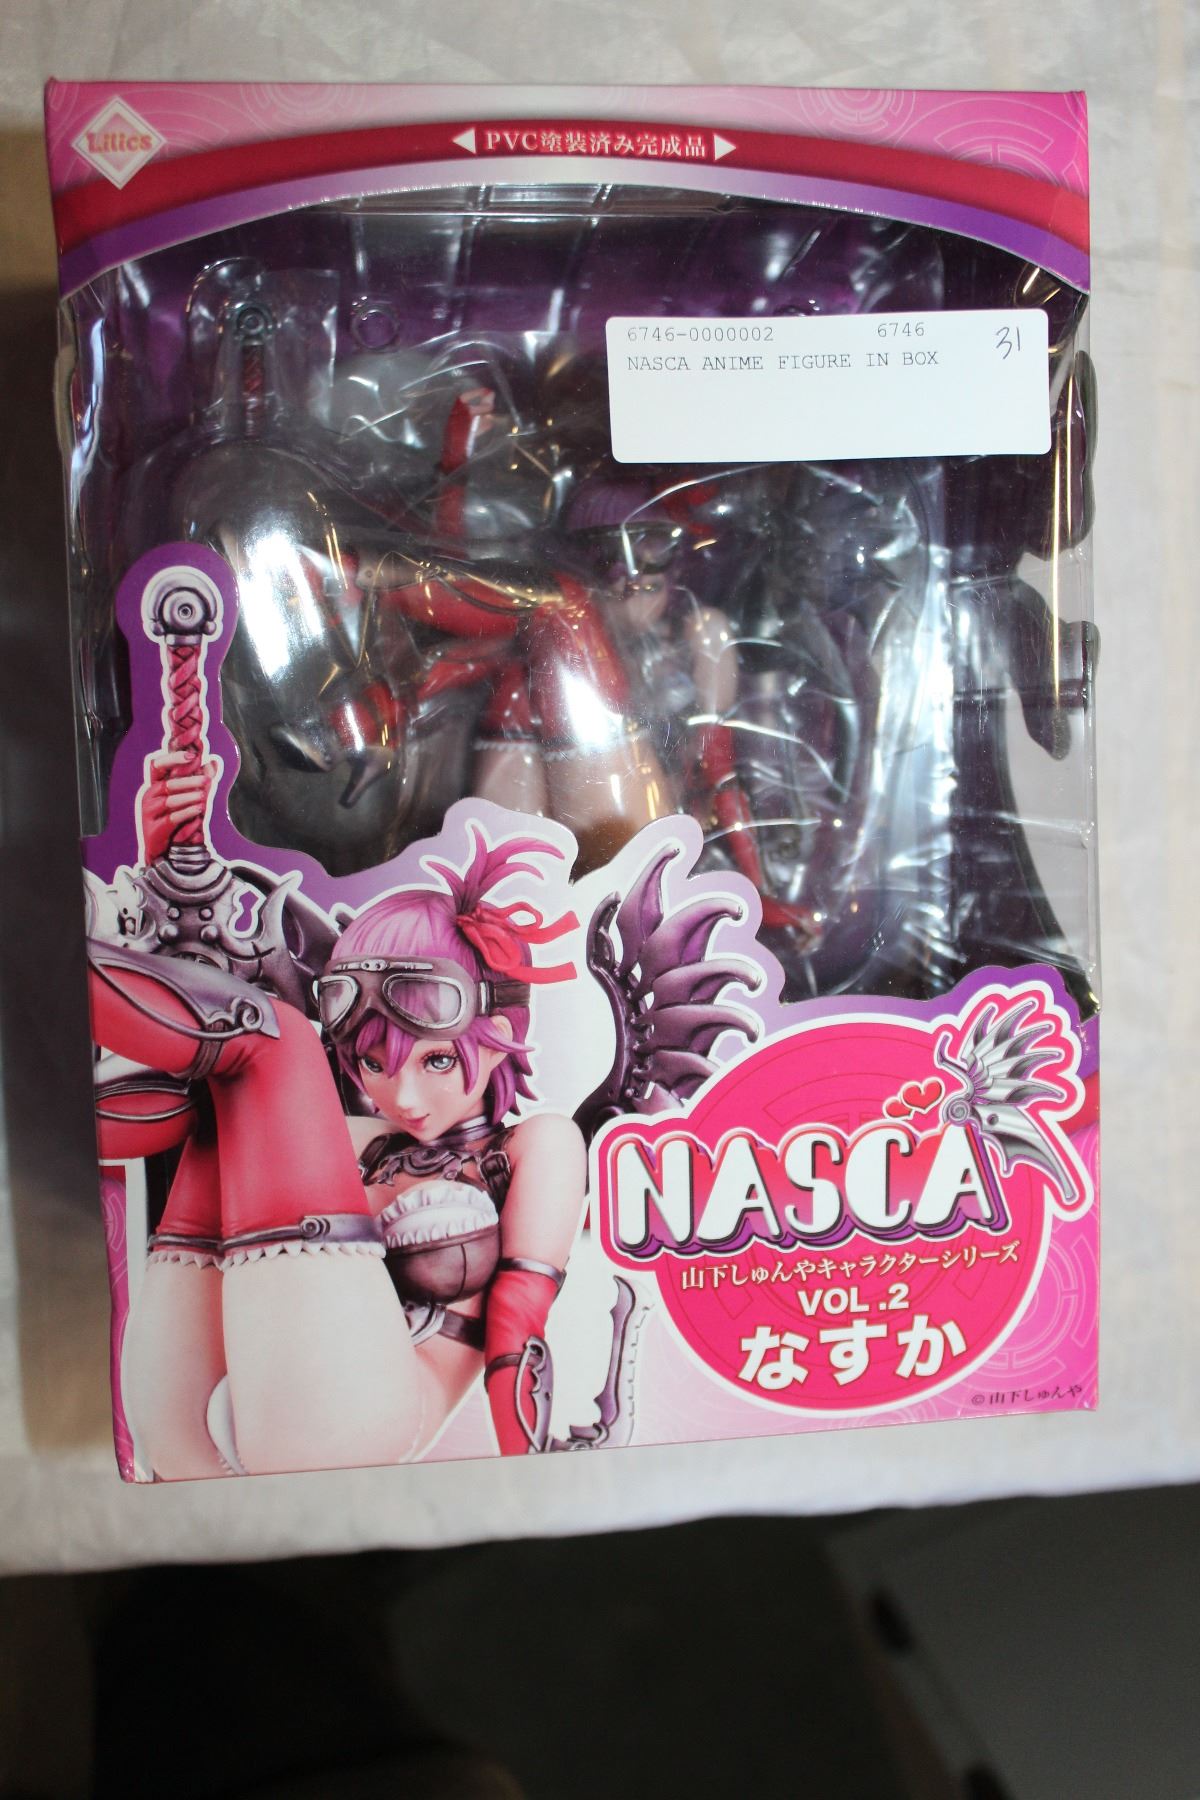 Lilics
PVC塗装済み完成品
6746-0000002 6746 31
NASCA ANIME FIGURE IN BOX
NASCA
山下しゅんやキャラクターシリーズ
VOL.2
なすか
©山下しゅんや